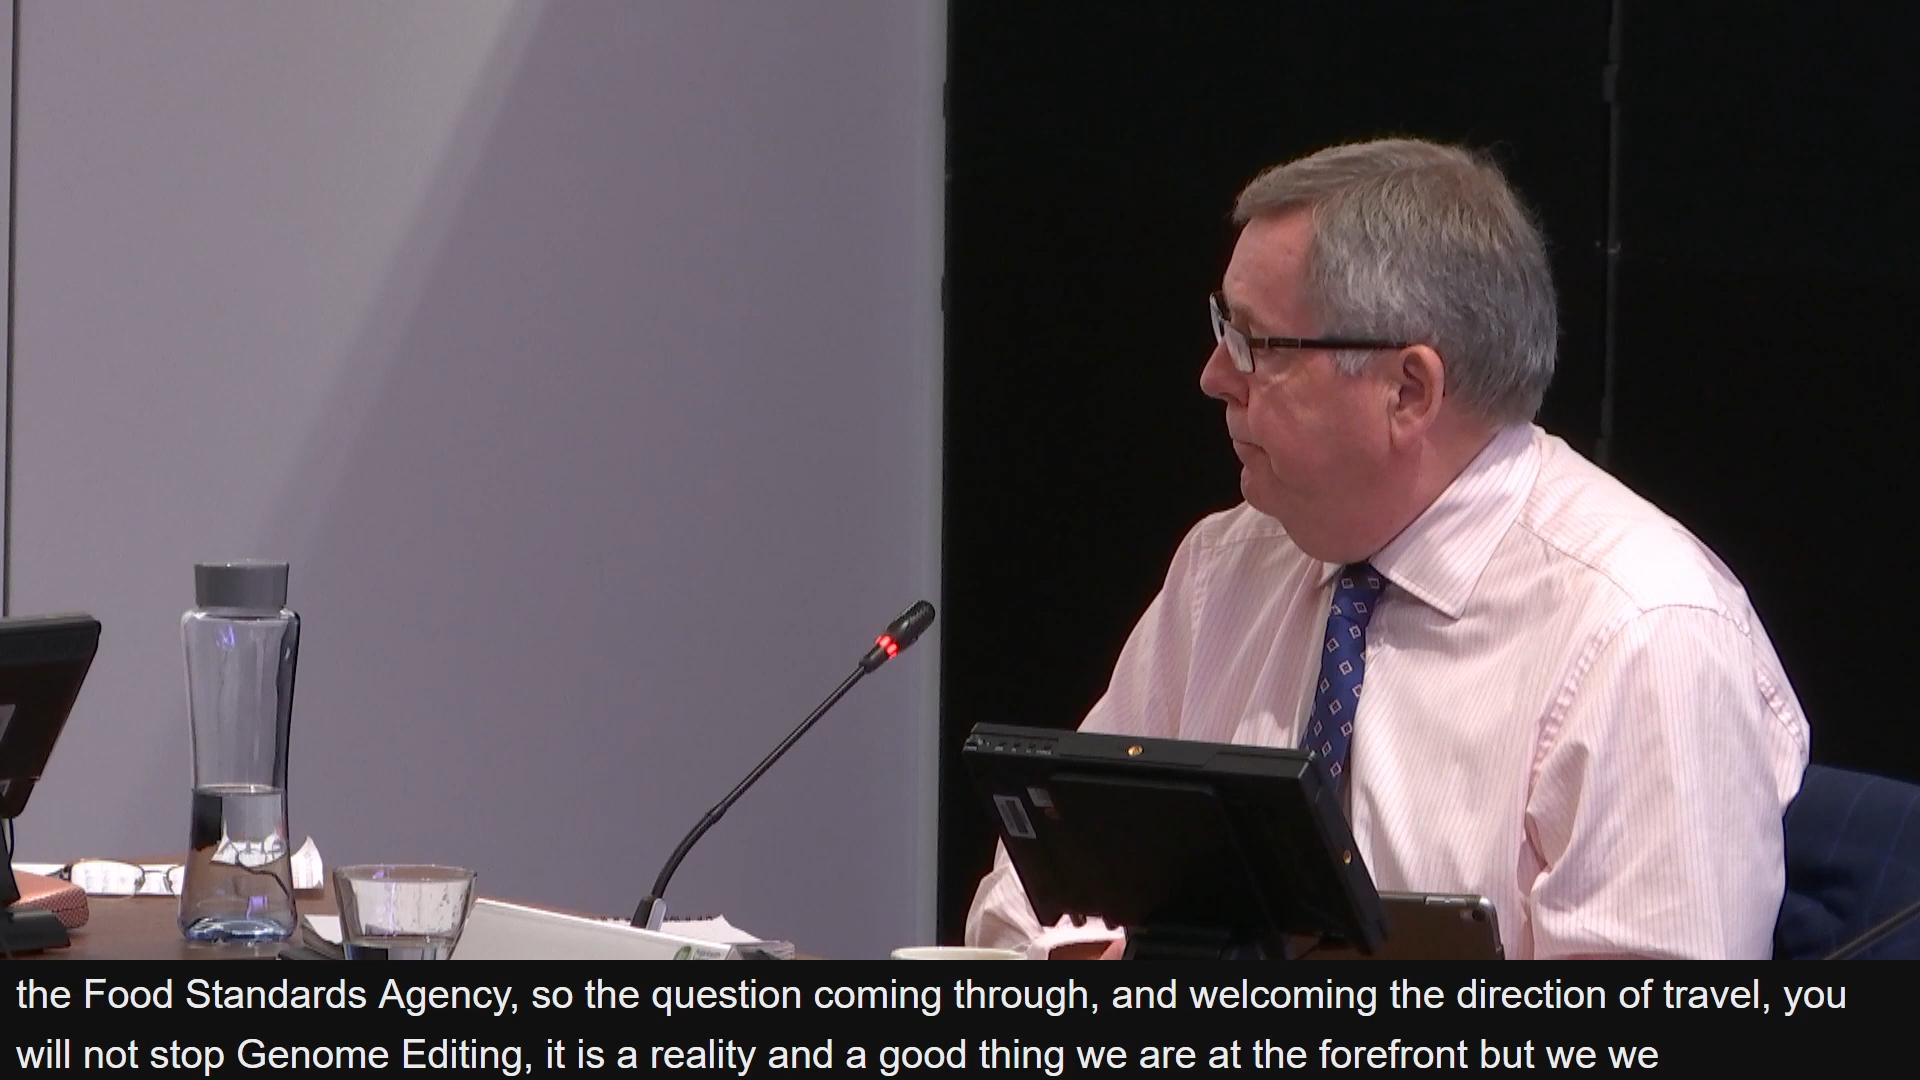 the Food Standards Agency, so the question coming through, and welcoming the direction of travel, you
will not stop Genome Editing, it is a reality and a good thing we are at the forefront but we we